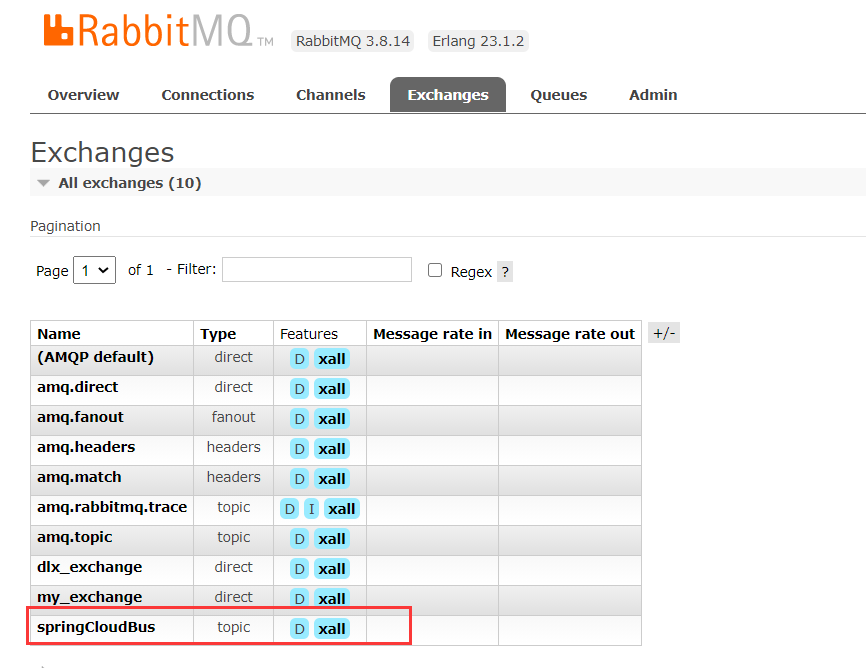 RabbitMQ TM RabbitMQ 3.8.14 Erlang 23.1.2
Overview Connections Channels Exchanges Queues Admin
Exchanges
All exchanges (10)
Pagination
Page 1 of 1 - Filter: Regex ?
Name Type Features Message rate in Message rate out +/-
(AMQP default) direct D xall
amq.direct direct D xall
amq.fanout fanout D xall
amq.headers headers D xall
amq.match headers D xall
amq.rabbitmq.trace topic D I xall
amq.topic topic D xall
dlx_exchange direct D xall
my_exchange direct D xall
springCloudBus topic D xall